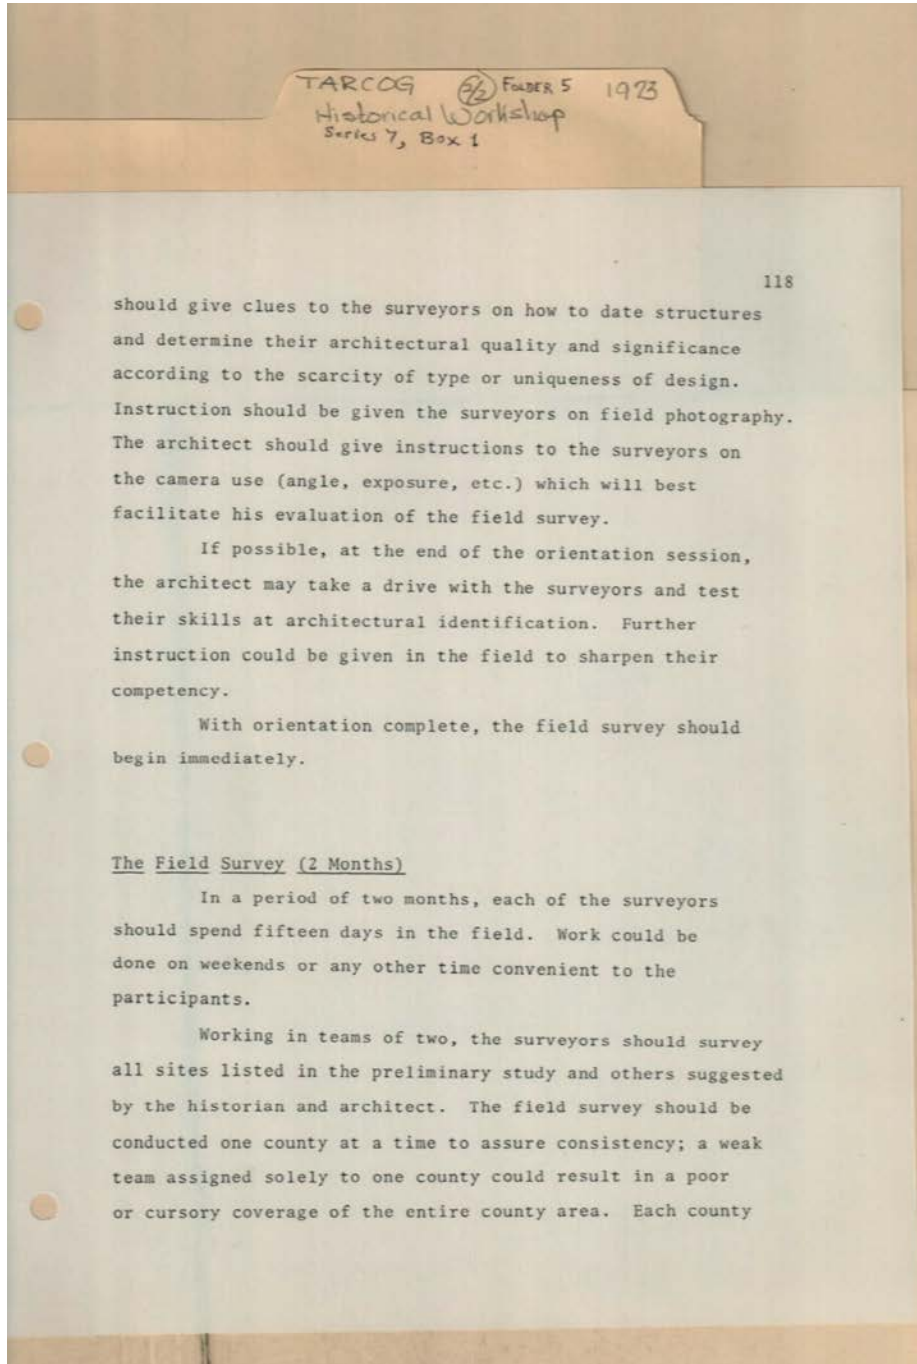 TARCOG 2/2 FOLDER 5 1973
Historical Workshop
Series 7, Box 1
118
should give clues to the surveyors on how to date structures
and determine their architectural quality and significance
according to the scarcity of type or uniqueness of design.
Instruction should be given the surveyors on field photography.
The architect should give instructions to the surveyors on
the camera use (angle, exposure, etc.) which will best
facilitate his evaluation of the field survey.
If possible, at the end of the orientation session,
the architect may take a drive with the surveyors and test
their skills at architectural identification. Further
instruction could be given in the field to sharpen their
competency.
With orientation complete, the field survey should
begin immediately.
The Field Survey (2 Months)
In a period of two months, each of the surveyors
should spend fifteen days in the field. Work could be
done on weekends or any other time convenient to the
participants.
Working in teams of two, the surveyors should survey
all sites listed in the preliminary study and others suggested
by the historian and architect. The field survey should be
conducted one county at a time to assure consistency; a weak
team assigned solely to one county could result in a poor
or cursory coverage of the entire county area. Each county